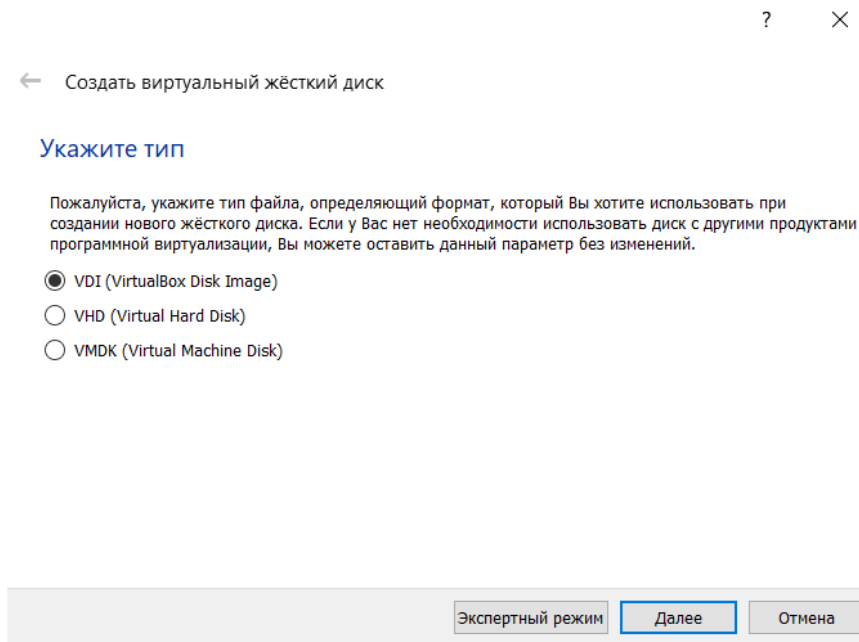 ?
Создать виртуальный жёсткий диск
Укажите тип
Пожалуйста, укажите тип файла, определяющий формат, который Вы хотите использовать при
создании нового жёсткого диска. Если у Вас нет необходимости использовать диск с другими продуктами
программной виртуализации, Вы можете оставить данный параметр без изменений.
VDI (VirtualBox Disk Image)
VHD (Virtual Hard Disk)
VMDK (Virtual Machine Disk)
Экспертный режим Далее Отмена